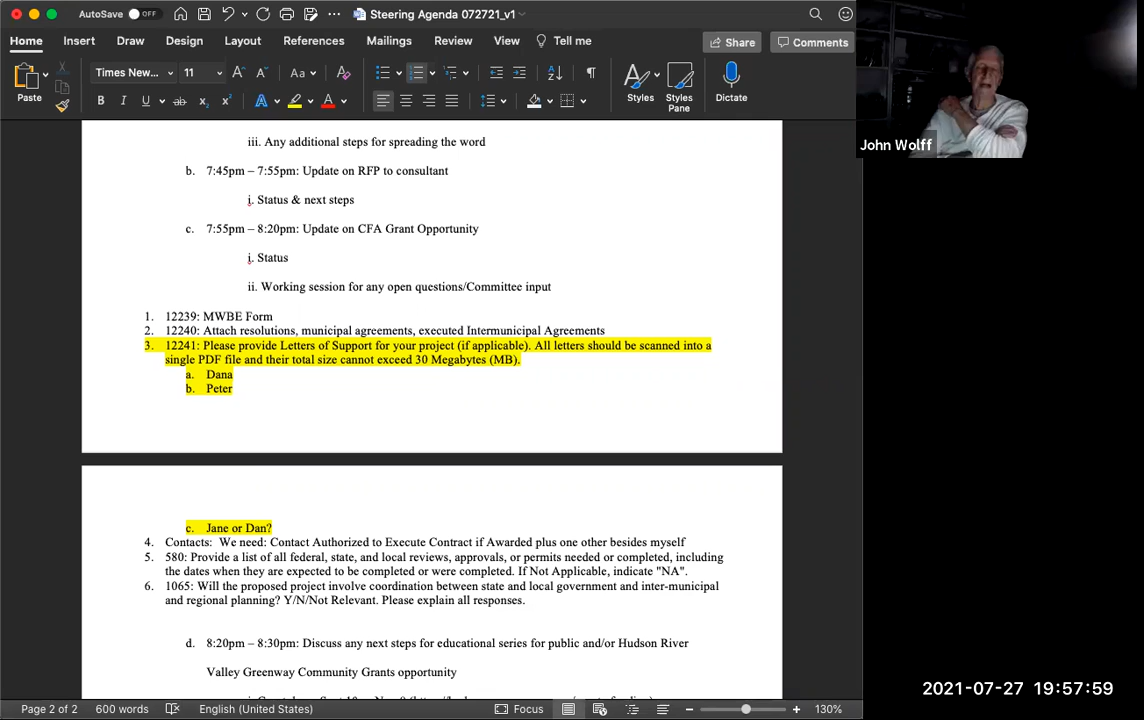 AutoSave OFF Steering Agenda 072721_v1
Home Insert Draw Design Layout References Mailings Review View Tell me Share Comments
Paste Times New... 11 Styles Styles Pane Dictate
iii. Any additional steps for spreading the word
b. 7:45pm – 7:55pm: Update on RFP to consultant
i. Status & next steps
c. 7:55pm – 8:20pm: Update on CFA Grant Opportunity
i. Status
ii. Working session for any open questions/Committee input
1. 12239: MWBE Form
2. 12240: Attach resolutions, municipal agreements, executed Intermunicipal Agreements
3. 12241: Please provide Letters of Support for your project (if applicable). All letters should be scanned into a
single PDF file and their total size cannot exceed 30 Megabytes (MB).
a. Dana
b. Peter
c. Jane or Dan?
4. Contacts: We need: Contact Authorized to Execute Contract if Awarded plus one other besides myself
5. 580: Provide a list of all federal, state, and local reviews, approvals, or permits needed or completed, including
the dates when they are expected to be completed or were completed. If Not Applicable, indicate "NA".
6. 1065: Will the proposed project involve coordination between state and local government and inter-municipal
and regional planning? Y/N/Not Relevant. Please explain all responses.
d. 8:20pm – 8:30pm: Discuss any next steps for educational series for public and/or Hudson River
Valley Greenway Community Grants opportunity
Page 2 of 2 600 words English (United States) Focus 130%
John Wolff
2021-07-27 19:57:59